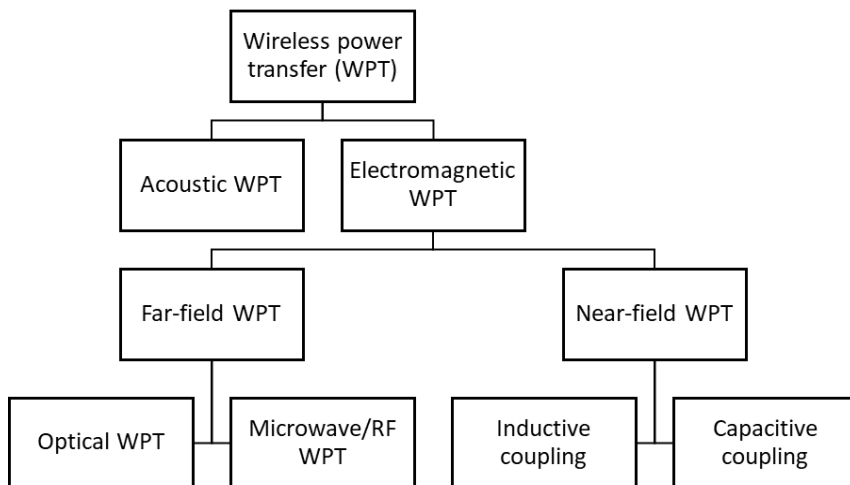 Wireless power
transfer (WPT)
Acoustic WPT
Electromagnetic
WPT
Far-field WPT
Near-field WPT
Optical WPT
Microwave/RF
WPT
Inductive
coupling
Capacitive
coupling